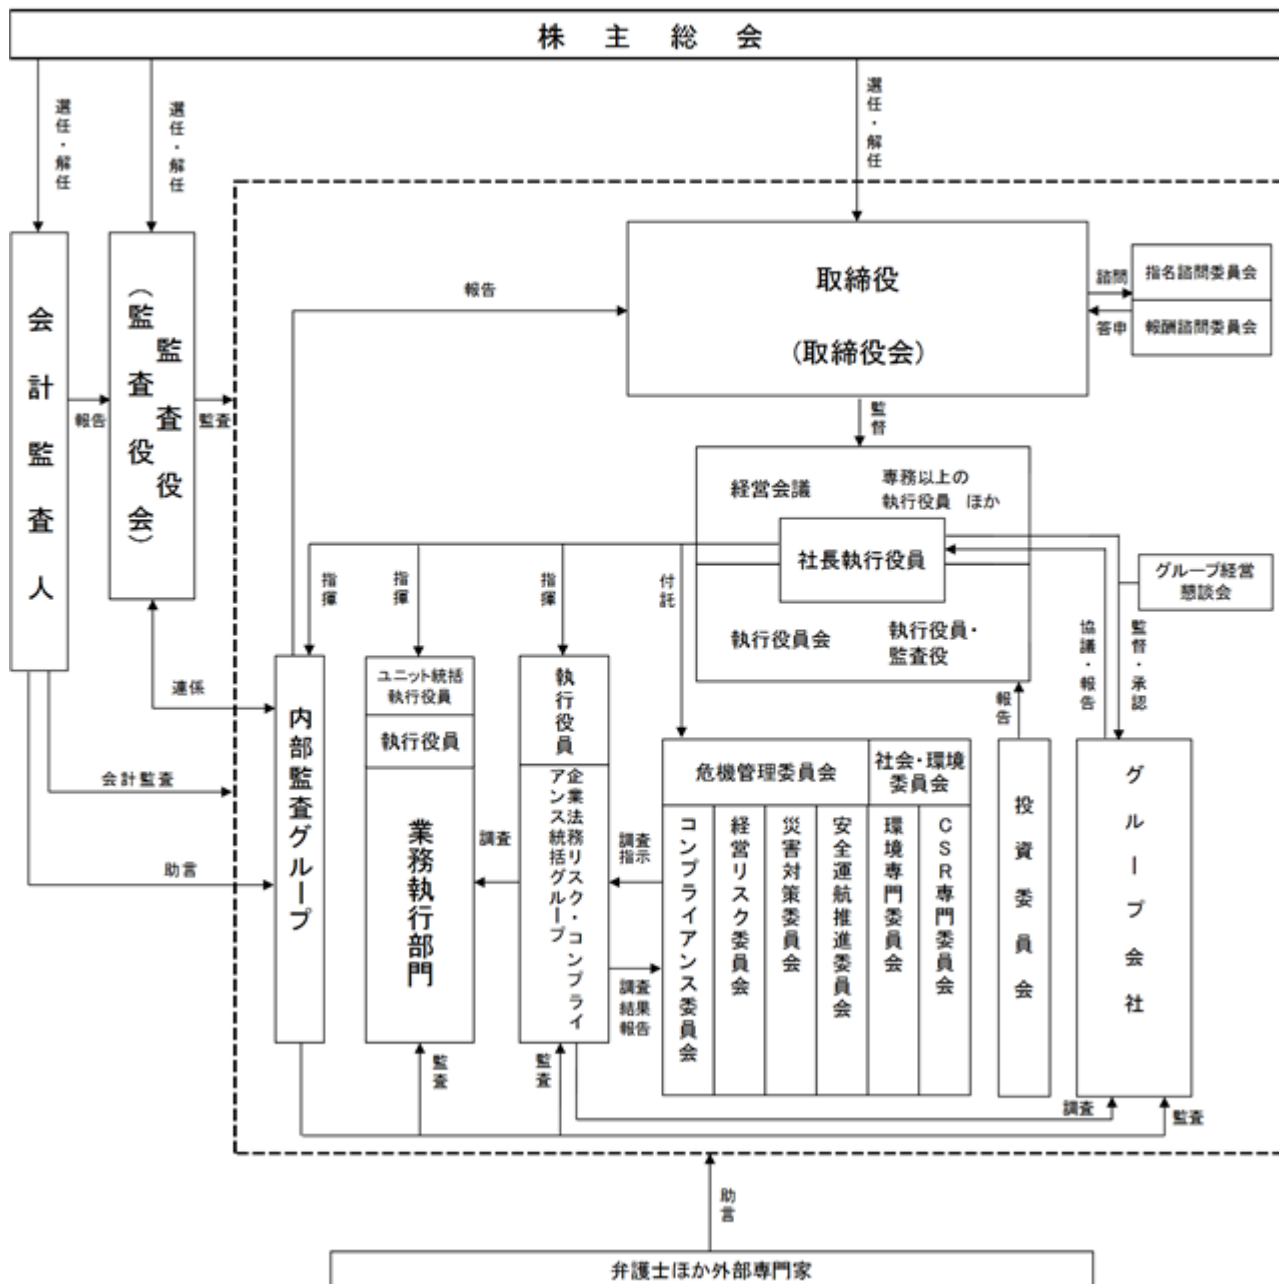 株主総会
選任・解任
選任・解任
選任・解任
会計監査人
報告
監査役
（監査役会）
監査
報告
取締役
（取締役会）
諮問
答申
指名諮問委員会
報酬諮問委員会
監督
経営会議
専務以上の
執行役員 ほか
社長執行役員
執行役員会
執行役員・
監査役
グループ経営
懇談会
指揮
指揮
指揮
付託
協議・報告
監督・承認
報告
連係
会計監査
助言
内部監査グループ
ユニット統括
執行役員
執行役員
業務執行部門
調査
執行役員
企業法務リスク・コンプライ
アンス統括グループ
調査
指示
調査
結果
報告
危機管理委員会
社会・環境
委員会
コンプライアンス委員会
経営リスク委員会
災害対策委員会
安全運航推進委員会
環境専門委員会
CSR専門委員会
投資委員会
グループ会社
監査
監査
調査
監査
助言
弁護士ほか外部専門家